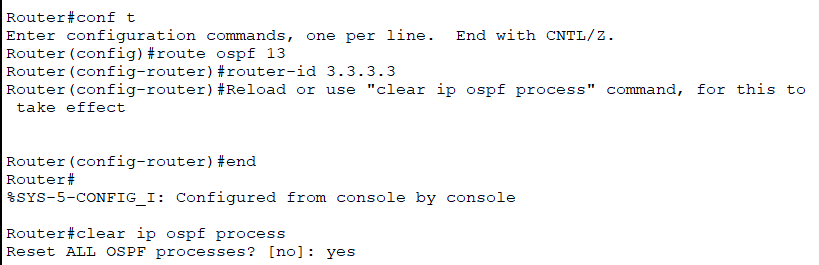 Router#conf t
Enter configuration commands, one per line.  End with CNTL/Z.
Router(config)#route ospf 13
Router(config-router)#router-id 3.3.3.3
Router(config-router)#Reload or use "clear ip ospf process" command, for this to
 take effect
Router(config-router)#end
Router#
%SYS-5-CONFIG_I: Configured from console by console
Router#clear ip ospf process
Reset ALL OSPF processes? [no]: yes